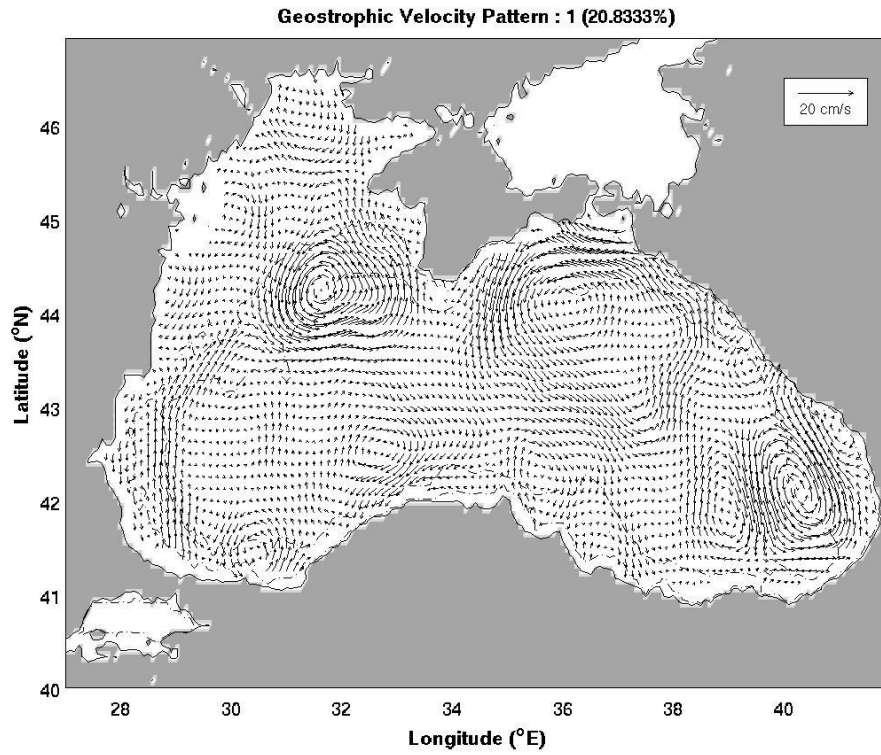 Geostrophic Velocity Pattern : 1 (20.8333%)
20 cm/s
46
45
44
43
42
41
40
Latitude (°N)
28 30 32 34 36 38 40
Longitude (°E)